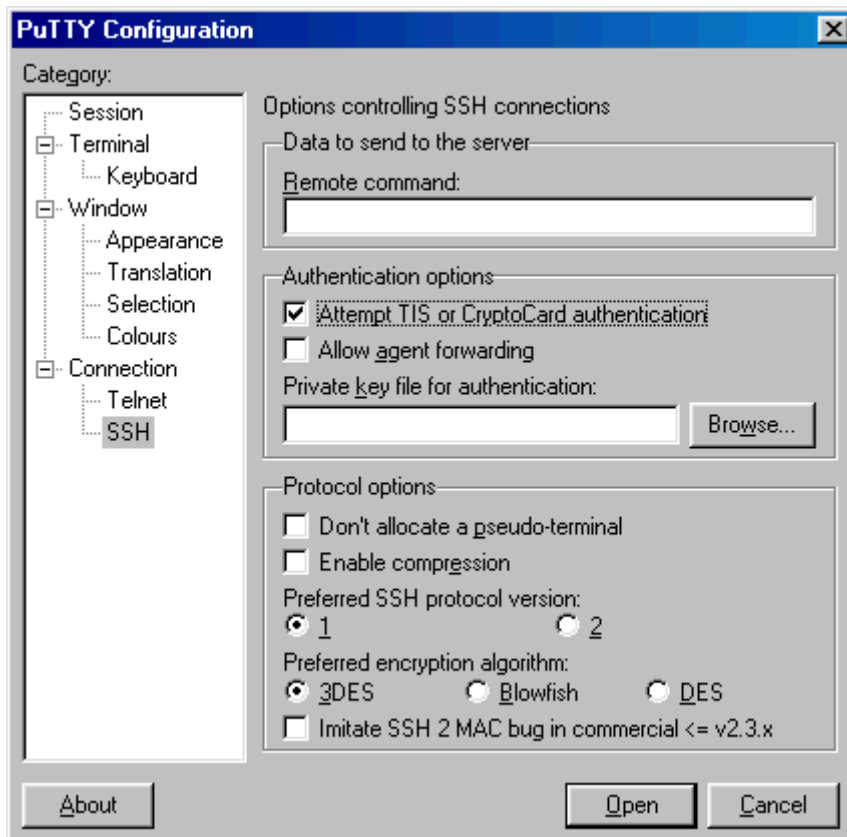 PuTTY Configuration
Category:
Session
Terminal
Keyboard
Window
Appearance
Translation
Selection
Colours
Connection
Telnet
SSH
Options controlling SSH connections
Data to send to the server
Remote command:
Authentication options
Attempt TIS or CryptoCard authentication
Allow agent forwarding
Private key file for authentication:
Browse...
Protocol options
Don't allocate a pseudo-terminal
Enable compression
Preferred SSH protocol version:
1 2
Preferred encryption algorithm:
3DES Blowfish DES
Imitate SSH 2 MAC bug in commercial <= v2.3.x
About Open Cancel